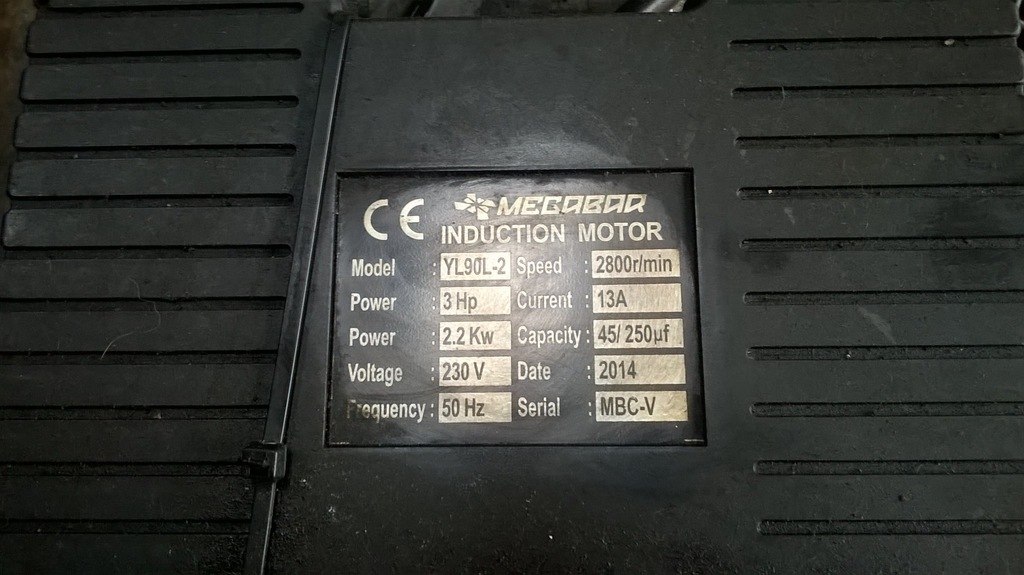 CE MEGABAR
INDUCTION MOTOR
Model : YL90L-2 Speed : 2800r/min
Power : 3 Hp Current : 13A
Power : 2.2 Kw Capacity : 45/250µf
Voltage : 230 V Date : 2014
Frequency : 50 Hz Serial : MBC-V